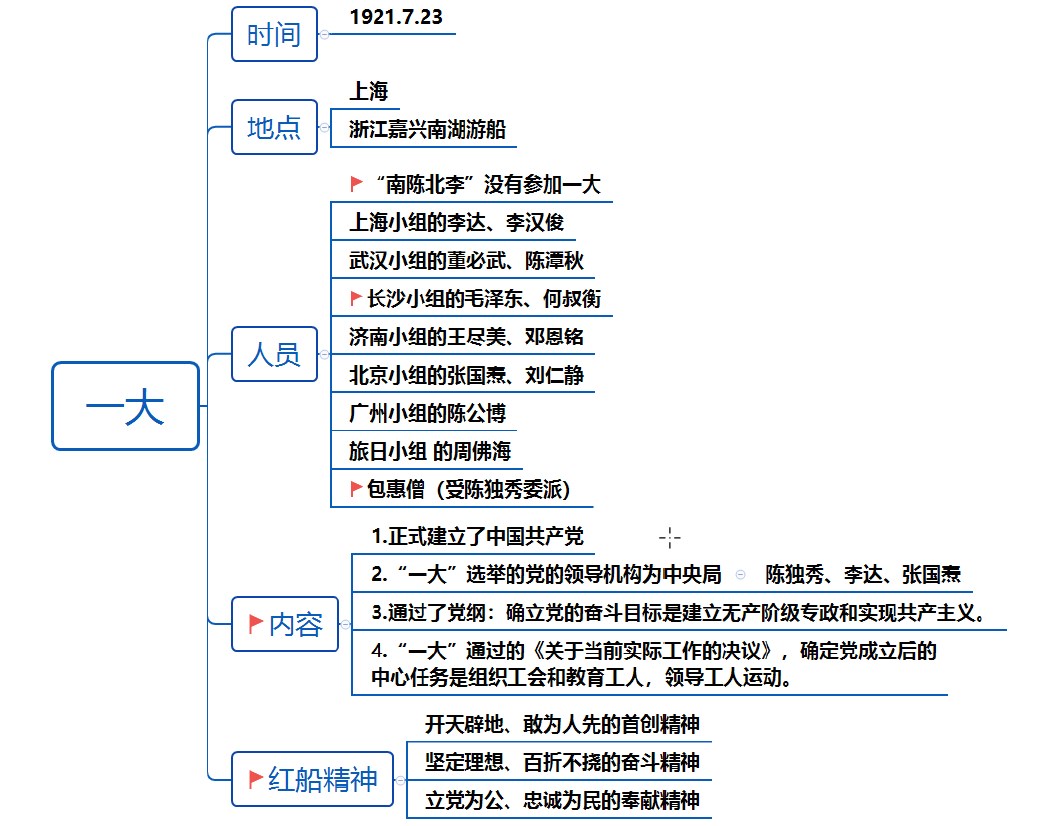 一大
时间
1921.7.23
地点
上海
浙江嘉兴南湖游船
人员
“南陈北李”没有参加一大
上海小组的李达、李汉俊
武汉小组的董必武、陈潭秋
长沙小组的毛泽东、何叔衡
济南小组的王尽美、邓恩铭
北京小组的张国焘、刘仁静
广州小组的陈公博
旅日小组 的周佛海
包惠僧（受陈独秀委派）
内容
1.正式建立了中国共产党
2.“一大”选举的党的领导机构为中央局 陈独秀、李达、张国焘
3.通过了党纲：确立党的奋斗目标是建立无产阶级专政和实现共产主义。
4.“一大”通过的《关于当前实际工作的决议》，确定党成立后的
中心任务是组织工会和教育工人，领导工人运动。
红船精神
开天辟地、敢为人先的首创精神
坚定理想、百折不挠的奋斗精神
立党为公、忠诚为民的奉献精神